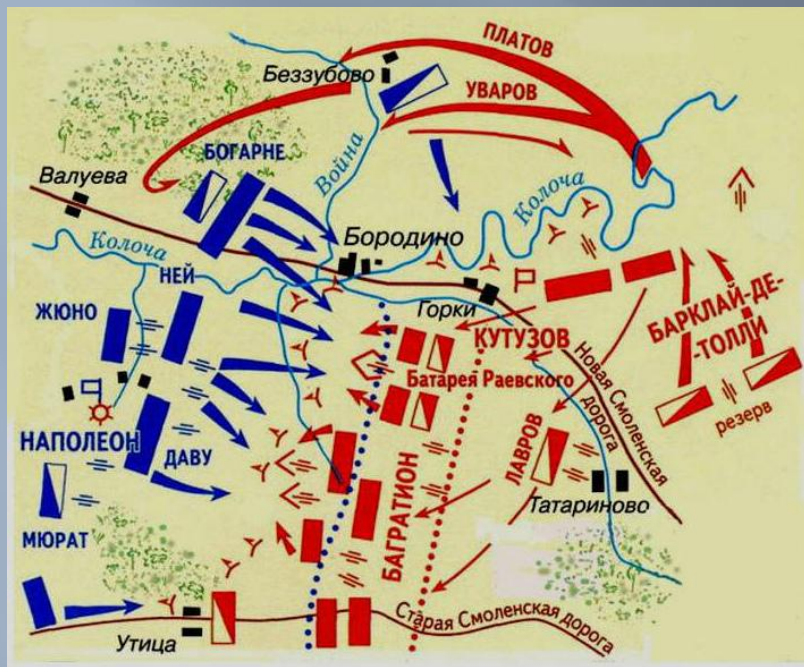 ПЛАТОВ
Беззубово
УВАРОВ
БОГАРНЕ
Война
Валуева
Колоча
Колоча
Бородино
НЕЙ
ЖЮНО
Горки
КУТУЗОВ
БАРКЛАЙ-ДЕ-
-ТОЛЛИ
Батарея Раевского
Новая Смоленская
дорога
резерв
НАПОЛЕОН
ДАВУ
ЛАВРОВ
МЮРАТ
БАГРАТИОН
Татариново
Утица
Старая Смоленская дорога